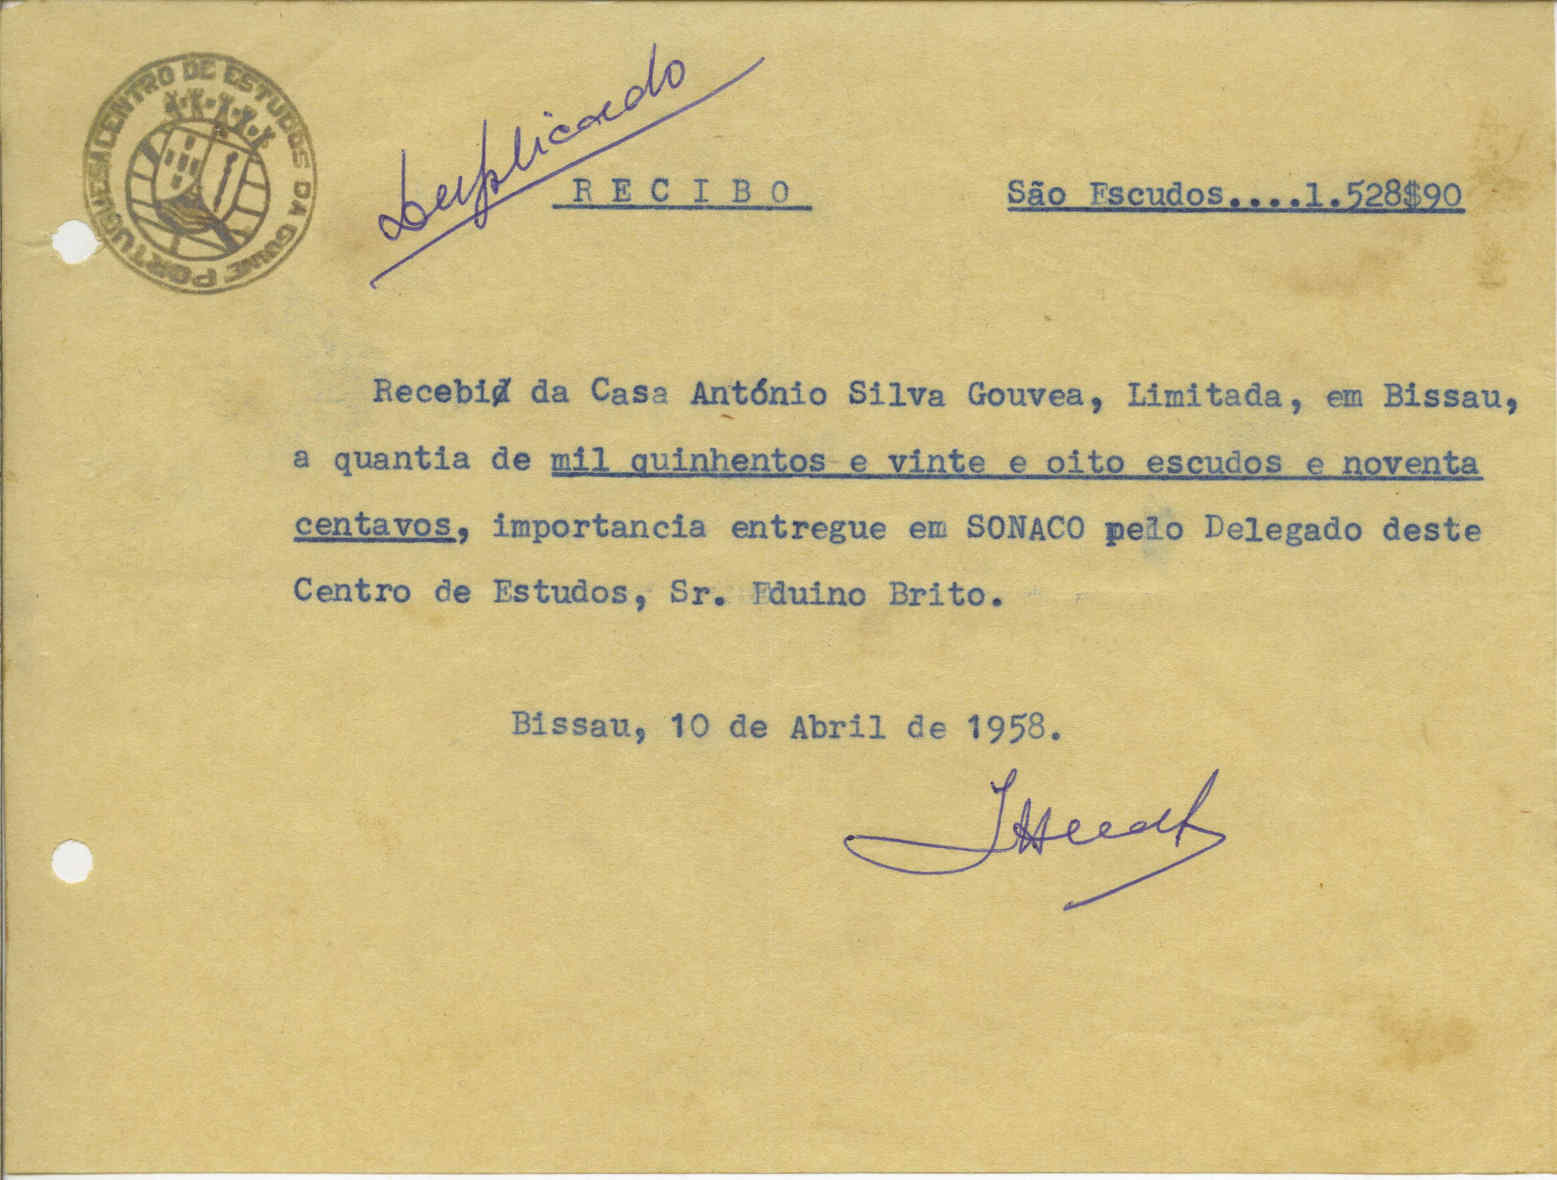 CENTRO DE ESTUDOS DA GUINÉ PORTUGUESA
Duplicado
RECIBO
São Escudos....1.528$90
Recebi da Casa António Silva Gouvea, Limitada, em Bissau,
a quantia de mil quinhentos e vinte e oito escudos e noventa
centavos, importancia entregue em SONACO pelo Delegado deste
Centro de Estudos, Sr. Eduino Brito.
Bissau, 10 de Abril de 1958.